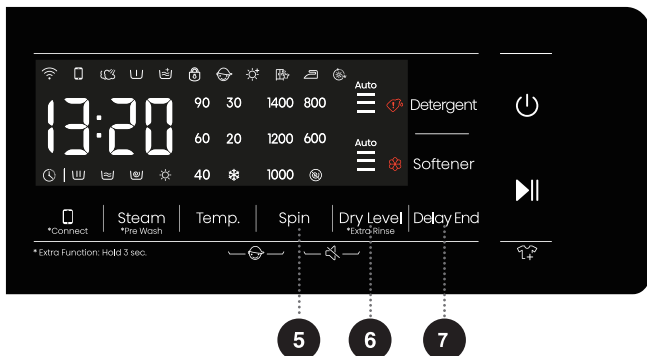 Auto
90 30 1400 800
Detergent
13:20
60 20 1200 600
Auto
Softener
40 1000
Connect Steam Temp. Spin Dry Level Delay End
*Connect *Pre Wash *Extra Rinse
* Extra Function: Hold 3 sec.
5 6 7